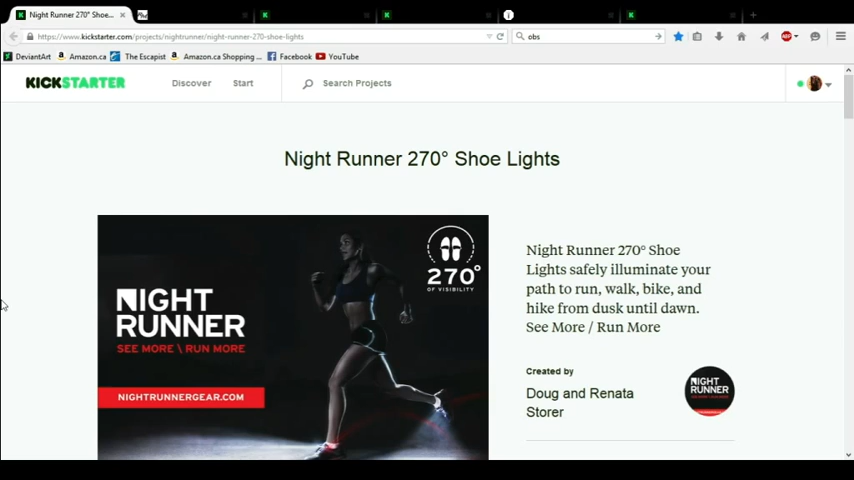 Night Runner 270° Shoe...
https://www.kickstarter.com/projects/nightrunner/night-runner-270-shoe-lights
obs
ABP
DeviantArt
Amazon.ca
The Escapist
Amazon.ca Shopping ...
Facebook
YouTube
KICKSTARTER
Discover
Start
Search Projects
Night Runner 270° Shoe Lights
270°
OF VISIBILITY
NIGHT
RUNNER
SEE MORE \ RUN MORE
NIGHTRUNNERGEAR.COM
Night Runner 270° Shoe
Lights safely illuminate your
path to run, walk, bike, and
hike from dusk until dawn.
See More / Run More
Created by
Doug and Renata
Storer
NIGHT
RUNNER